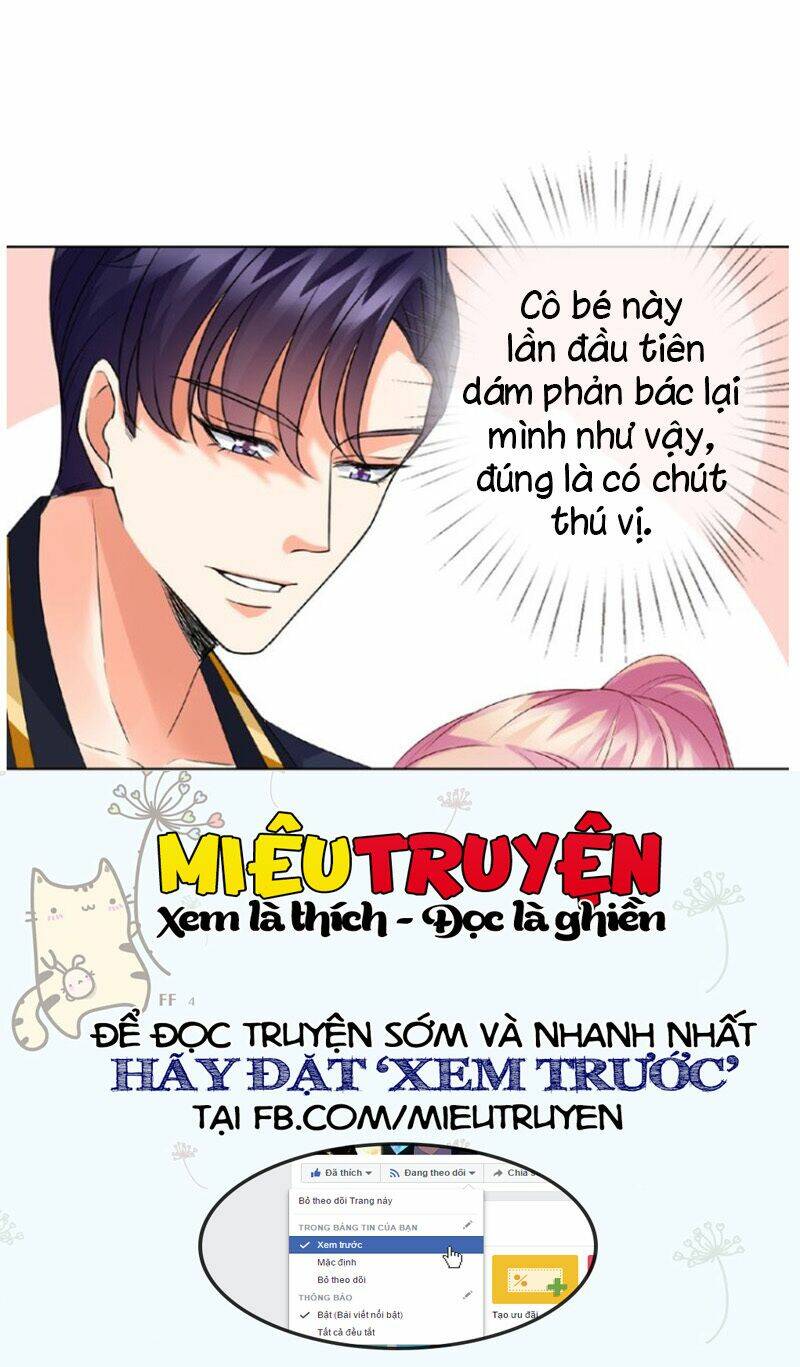 Cô bé này
lần đầu tiên
dám phản bác lại
mình như vậy,
đúng là có chút
thú vị.
MIÊUTRUYỆN
Xem là thích - Đọc là ghiền
FF 4
ĐỂ ĐỌC TRUYỆN SỚM VÀ NHANH NHẤT
HÃY ĐẶT ‘XEM TRƯỚC’
TẠI FB.COM/MIEUTRUYEN
Đã thích Đang theo dõi Chia s
Bỏ theo dõi Trang này
TRONG BẢNG TIN CỦA BẠN
Xem trước
Mặc định
Bỏ theo dõi
THÔNG BÁO
Bật (Bài viết nổi bật)
Tất cả đều tắt
Tạo ưu đãi